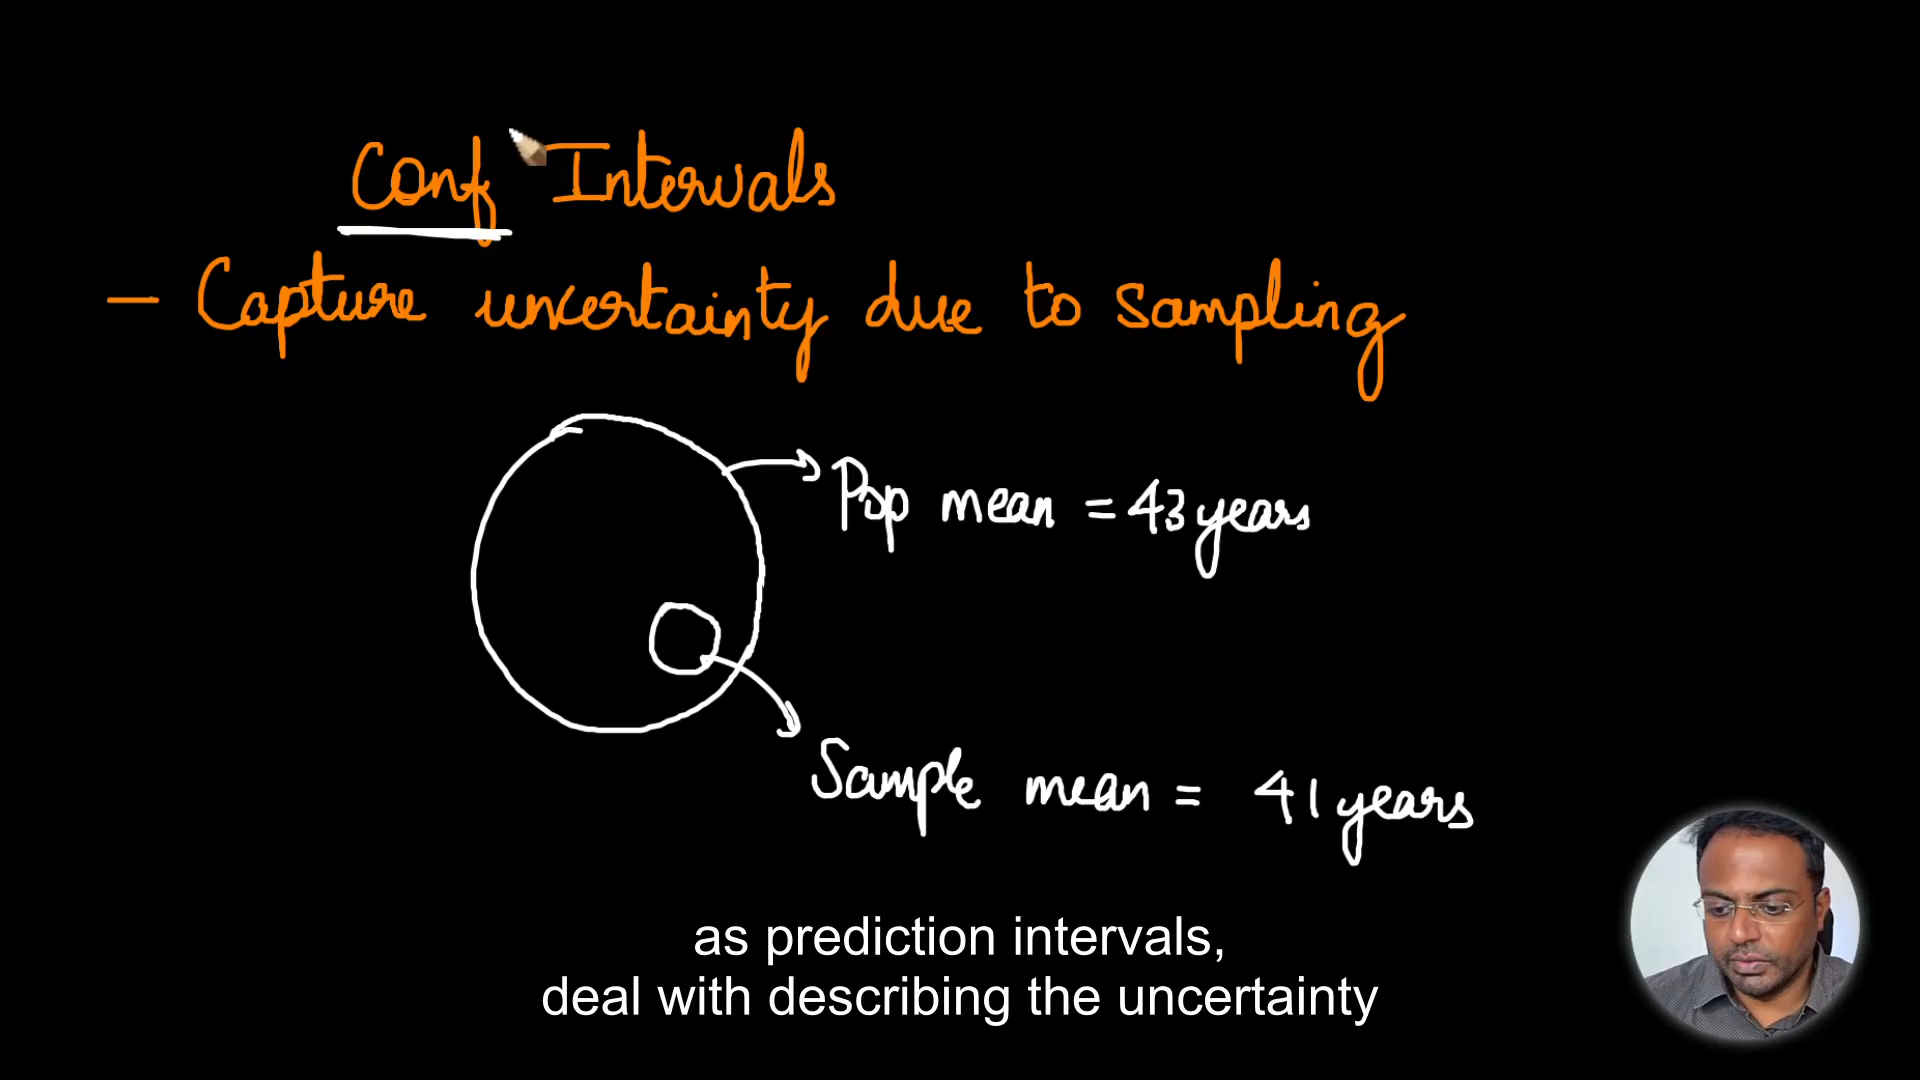 Conf Intervals
- Capture uncertainty due to sampling
Pop mean = 43 years
Sample mean = 41 years
as prediction intervals,
deal with describing the uncertainty